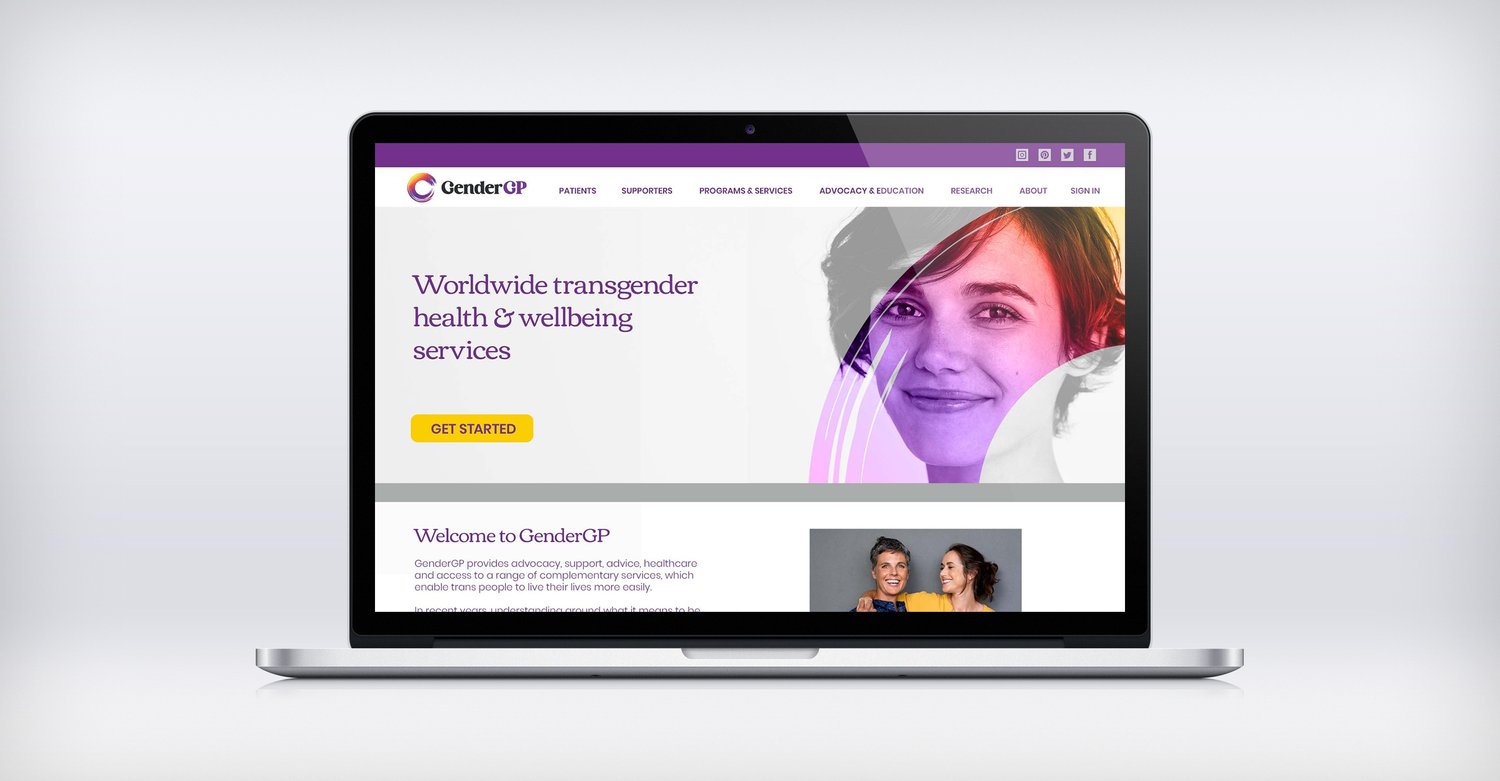 GenderGP
PATIENTS SUPPORTERS PROGRAMS & SERVICES ADVOCACY & EDUCATION RESEARCH ABOUT SIGN IN
Worldwide transgender
health & wellbeing
services
GET STARTED
Welcome to GenderGP
GenderGP provides advocacy, support, advice, healthcare
and access to a range of complementary services, which
enable trans people to live their lives more easily.
In recent years, understanding around what it means to be